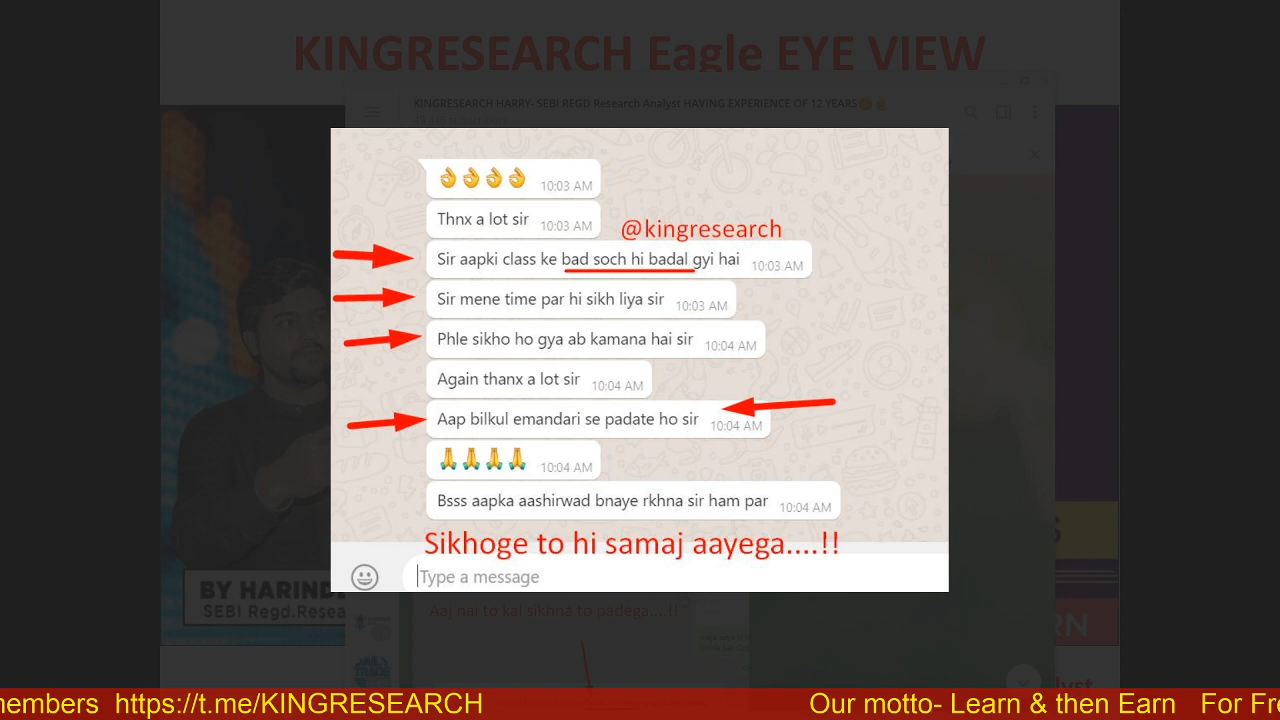 KINGRESEARCH Eagle EYE VIEW
KINGRESEARCH HARRY- SEBI REGD Research Analyst HAVING EXPERIENCE OF 12 YEARS
👌👌👌👌 10:03 AM
Thnx a lot sir 10:03 AM
@kingresearch
Sir aapki class ke bad soch hi badal gyi hai 10:03 AM
Sir mene time par hi sikh liya sir 10:03 AM
Phle sikho ho gya ab kamana hai sir 10:04 AM
Again thanx a lot sir 10:04 AM
Aap bilkul emandari se padate ho sir 10:04 AM
🙏🙏🙏🙏 10:04 AM
Bsss aapka aashirwad bnaye rkhna sir ham par 10:04 AM
Sikhoge to hi samaj aayega....!!
Type a message
BY HARIND
SEBI Regd.Resea
Aaj nai to kal sikhna to padega....!!
RN
members https://t.me/KINGRESEARCH Our motto- Learn & then Earn For Fre